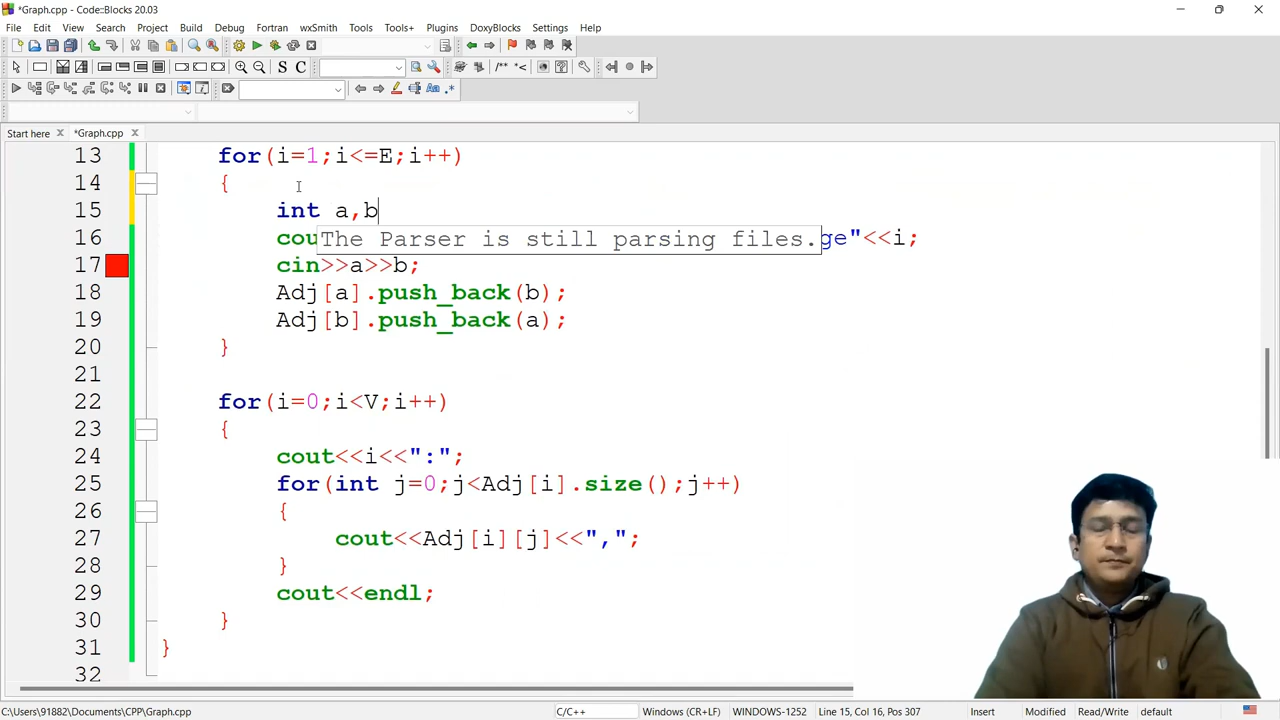 *Graph.cpp - Code::Blocks 20.03
File Edit View Search Project Build Debug Fortran wxSmith Tools Tools+ Plugins DoxyBlocks Settings Help
S C /** *<
Aa .*
Start here *Graph.cpp
13 for(i=1;i<=E;i++)
14 {
15 int a,b
16 cou The Parser is still parsing files. ge"<<i;
17 cin>>a>>b;
18 Adj[a].push_back(b);
19 Adj[b].push_back(a);
20 }
21
22 for(i=0;i<V;i++)
23 {
24 cout<<i<<":";
25 for(int j=0;j<Adj[i].size();j++)
26 {
27 cout<<Adj[i][j]<<",";
28 }
29 cout<<endl;
30 }
31 }
32
C:\Users\91882\Documents\CPP\Graph.cpp C/C++ Windows (CR+LF) WINDOWS-1252 Line 15, Col 16, Pos 307 Insert Modified Read/Write default